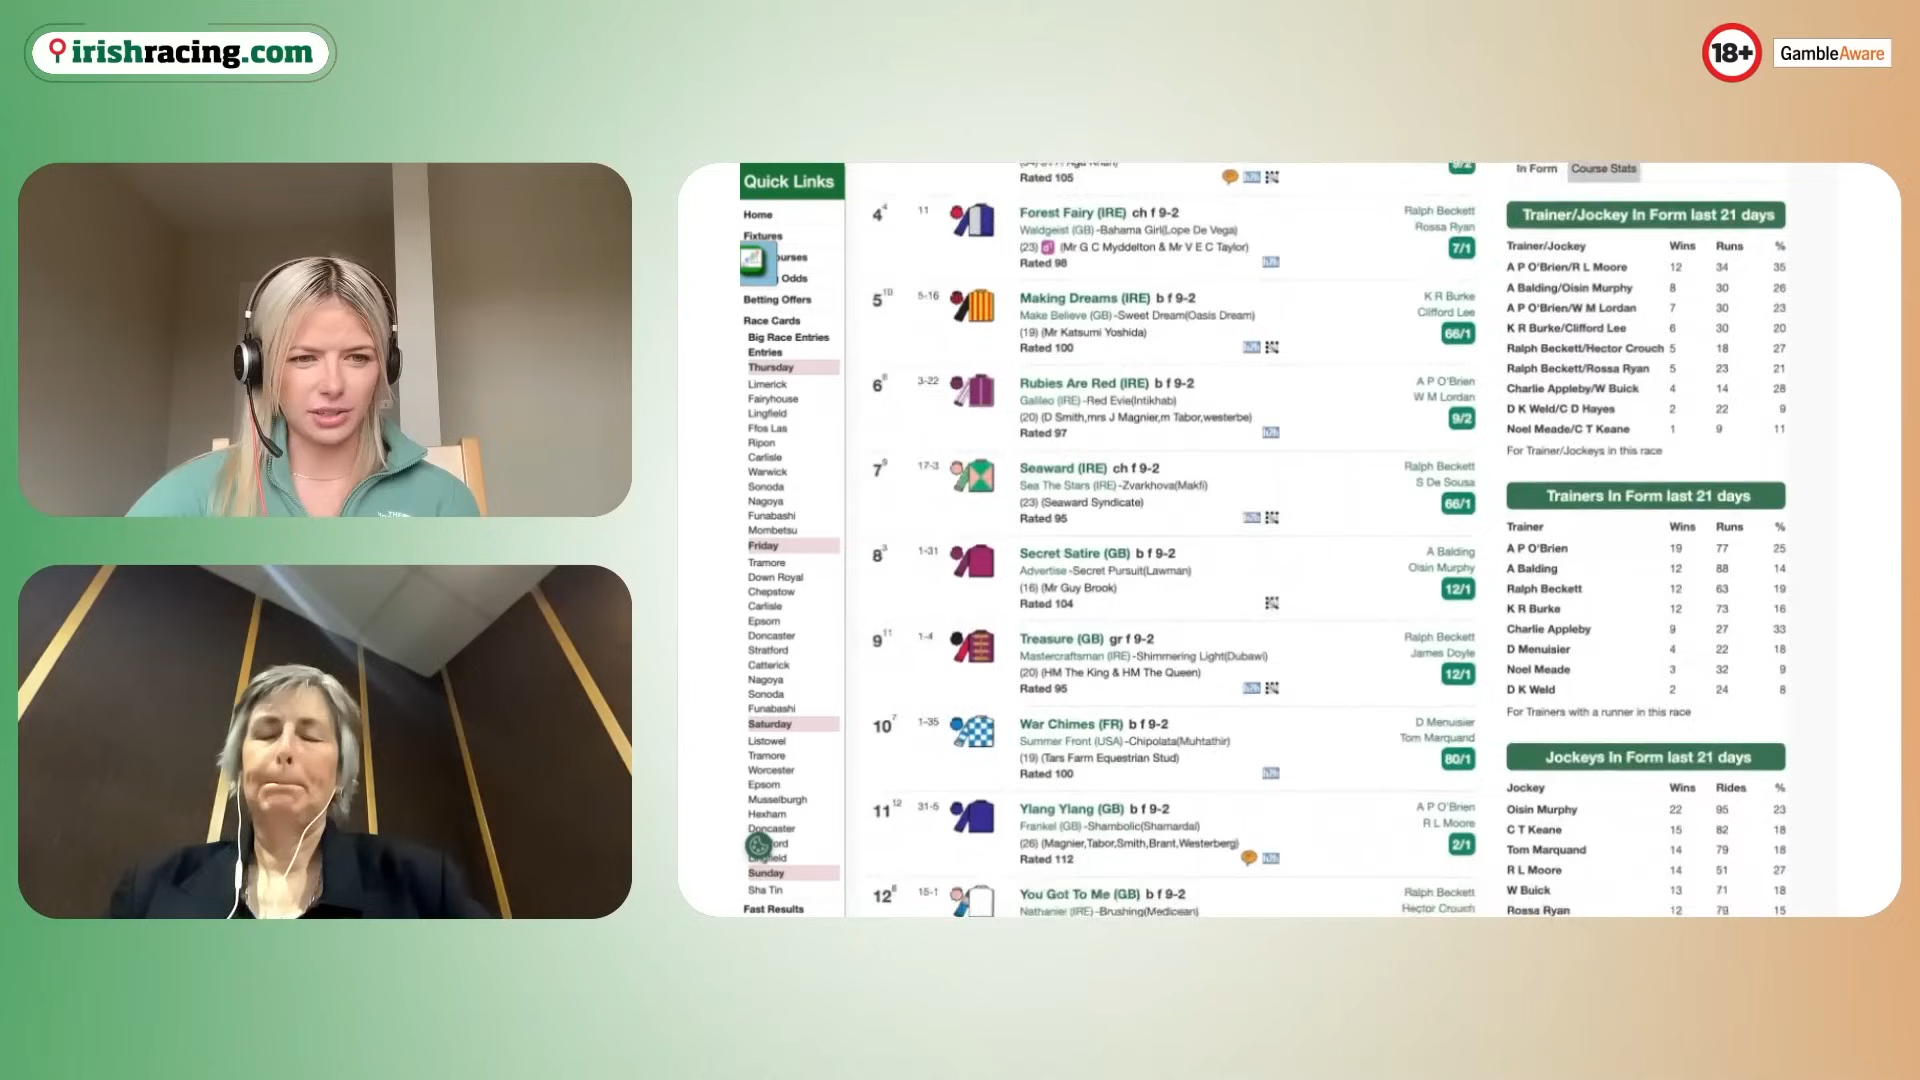 irishracing.com
18+
GambleAware
Quick Links
Home
Fixtures
urses
Odds
Betting Offers
Race Cards
Big Race Entries
Entries
Thursday
Limerick
Fairyhouse
Lingfield
Ffos Las
Ripon
Carlisle
Warwick
Sonoda
Nagoya
Funabashi
Mombetsu
Friday
Tramore
Down Royal
Chepstow
Carlisle
Epsom
Doncaster
Stratford
Catterick
Nagoya
Sonoda
Funabashi
Saturday
Listowel
Tramore
Worcester
Epsom
Musselburgh
Hexham
Doncaster
ord
Lingfield
Sunday
Sha Tin
Fast Results
Rated 105
9/2
4 4 11 Forest Fairy (IRE) ch f 9-2 Ralph Beckett
Waldgeist (GB) -Bahama Girl(Lope De Vega) Rossa Ryan
(23) (Mr G C Myddelton & Mr V E C Taylor) 7/1
Rated 98
5 10 5-16 Making Dreams (IRE) b f 9-2 K R Burke
Make Believe (GB) -Sweet Dream(Oasis Dream) Clifford Lee
(19) (Mr Katsumi Yoshida) 66/1
Rated 100
6 3-22 Rubies Are Red (IRE) b f 9-2 A P O'Brien
Galileo (IRE) -Red Evie(Intikhab) W M Lordan
(20) (D Smith,mrs J Magnier,m Tabor,westerbe) 9/2
Rated 97
7 9 17-3 Seaward (IRE) ch f 9-2 Ralph Beckett
Sea The Stars (IRE) -Zvarkhova(Makfi) S De Sousa
(23) (Seaward Syndicate) 66/1
Rated 95
8 3 1-31 Secret Satire (GB) b f 9-2 A Balding
Advertise -Secret Pursuit(Lawman) Oisin Murphy
(16) (Mr Guy Brook) 12/1
Rated 104
9 11 1-4 Treasure (GB) gr f 9-2 Ralph Beckett
Mastercraftsman (IRE) -Shimmering Light(Dubawi) James Doyle
(20) (HM The King & HM The Queen) 12/1
Rated 95
10 7 1-35 War Chimes (FR) b f 9-2 D Menuisier
Summer Front (USA) -Chipolata(Muhtathir) Tom Marquand
(19) (Tars Farm Equestrian Stud) 80/1
Rated 100
11 12 31-5 Ylang Ylang (GB) b f 9-2 A P O'Brien
Frankel (GB) -Shambolic(Shamardal) R L Moore
(26) (Magnier,Tabor,Smith,Brant,Westerberg) 2/1
Rated 112
12 15-1 You Got To Me (GB) b f 9-2 Ralph Beckett
Nathaniel (IRE) -Brushing(Medicean) Hector Crouch
In Form Course Stats
Trainer/Jockey In Form last 21 days
Trainer/Jockey Wins Runs %
A P O'Brien/R L Moore 12 34 35
A Balding/Oisin Murphy 8 30 26
A P O'Brien/W M Lordan 7 30 23
K R Burke/Clifford Lee 6 30 20
Ralph Beckett/Hector Crouch 5 18 27
Ralph Beckett/Rossa Ryan 5 23 21
Charlie Appleby/W Buick 4 14 28
D K Weld/C D Hayes 2 22 9
Noel Meade/C T Keane 1 9 11
For Trainer/Jockeys in this race
Trainers In Form last 21 days
Trainer Wins Runs %
A P O'Brien 19 77 25
A Balding 12 88 14
Ralph Beckett 12 63 19
K R Burke 12 73 16
Charlie Appleby 9 27 33
D Menuisier 4 22 18
Noel Meade 3 32 9
D K Weld 2 24 8
For Trainers with a runner in this race
Jockeys In Form last 21 days
Jockey Wins Rides %
Oisin Murphy 22 95 23
C T Keane 15 82 18
Tom Marquand 14 79 18
R L Moore 14 51 27
W Buick 13 71 18
Rossa Ryan 12 79 15